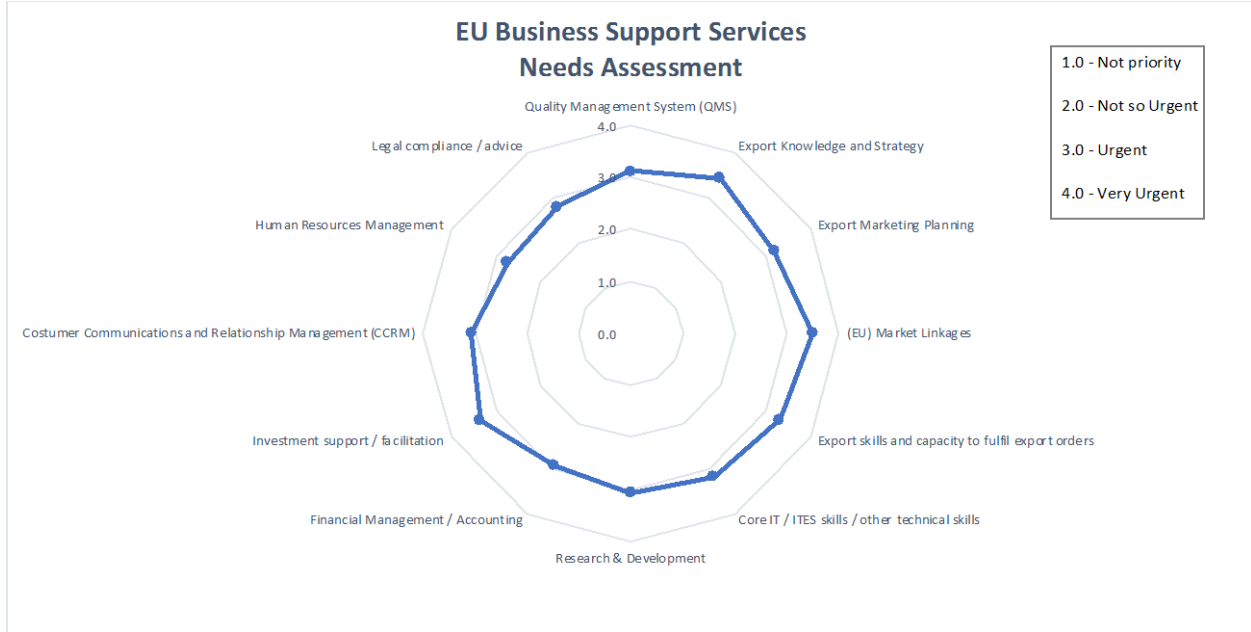 EU Business Support Services
Needs Assessment
1.0 - Not priority
2.0 - Not so Urgent
3.0 - Urgent
4.0 - Very Urgent
Quality Management System (QMS)
4.0
3.0
2.0
1.0
0.0
Export Knowledge and Strategy
Export Marketing Planning
(EU) Market Linkages
Export skills and capacity to fulfil export orders
Core IT / ITES skills / other technical skills
Research & Development
Financial Management / Accounting
Investment support / facilitation
Costumer Communications and Relationship Management (CCRM)
Human Resources Management
Legal compliance / advice